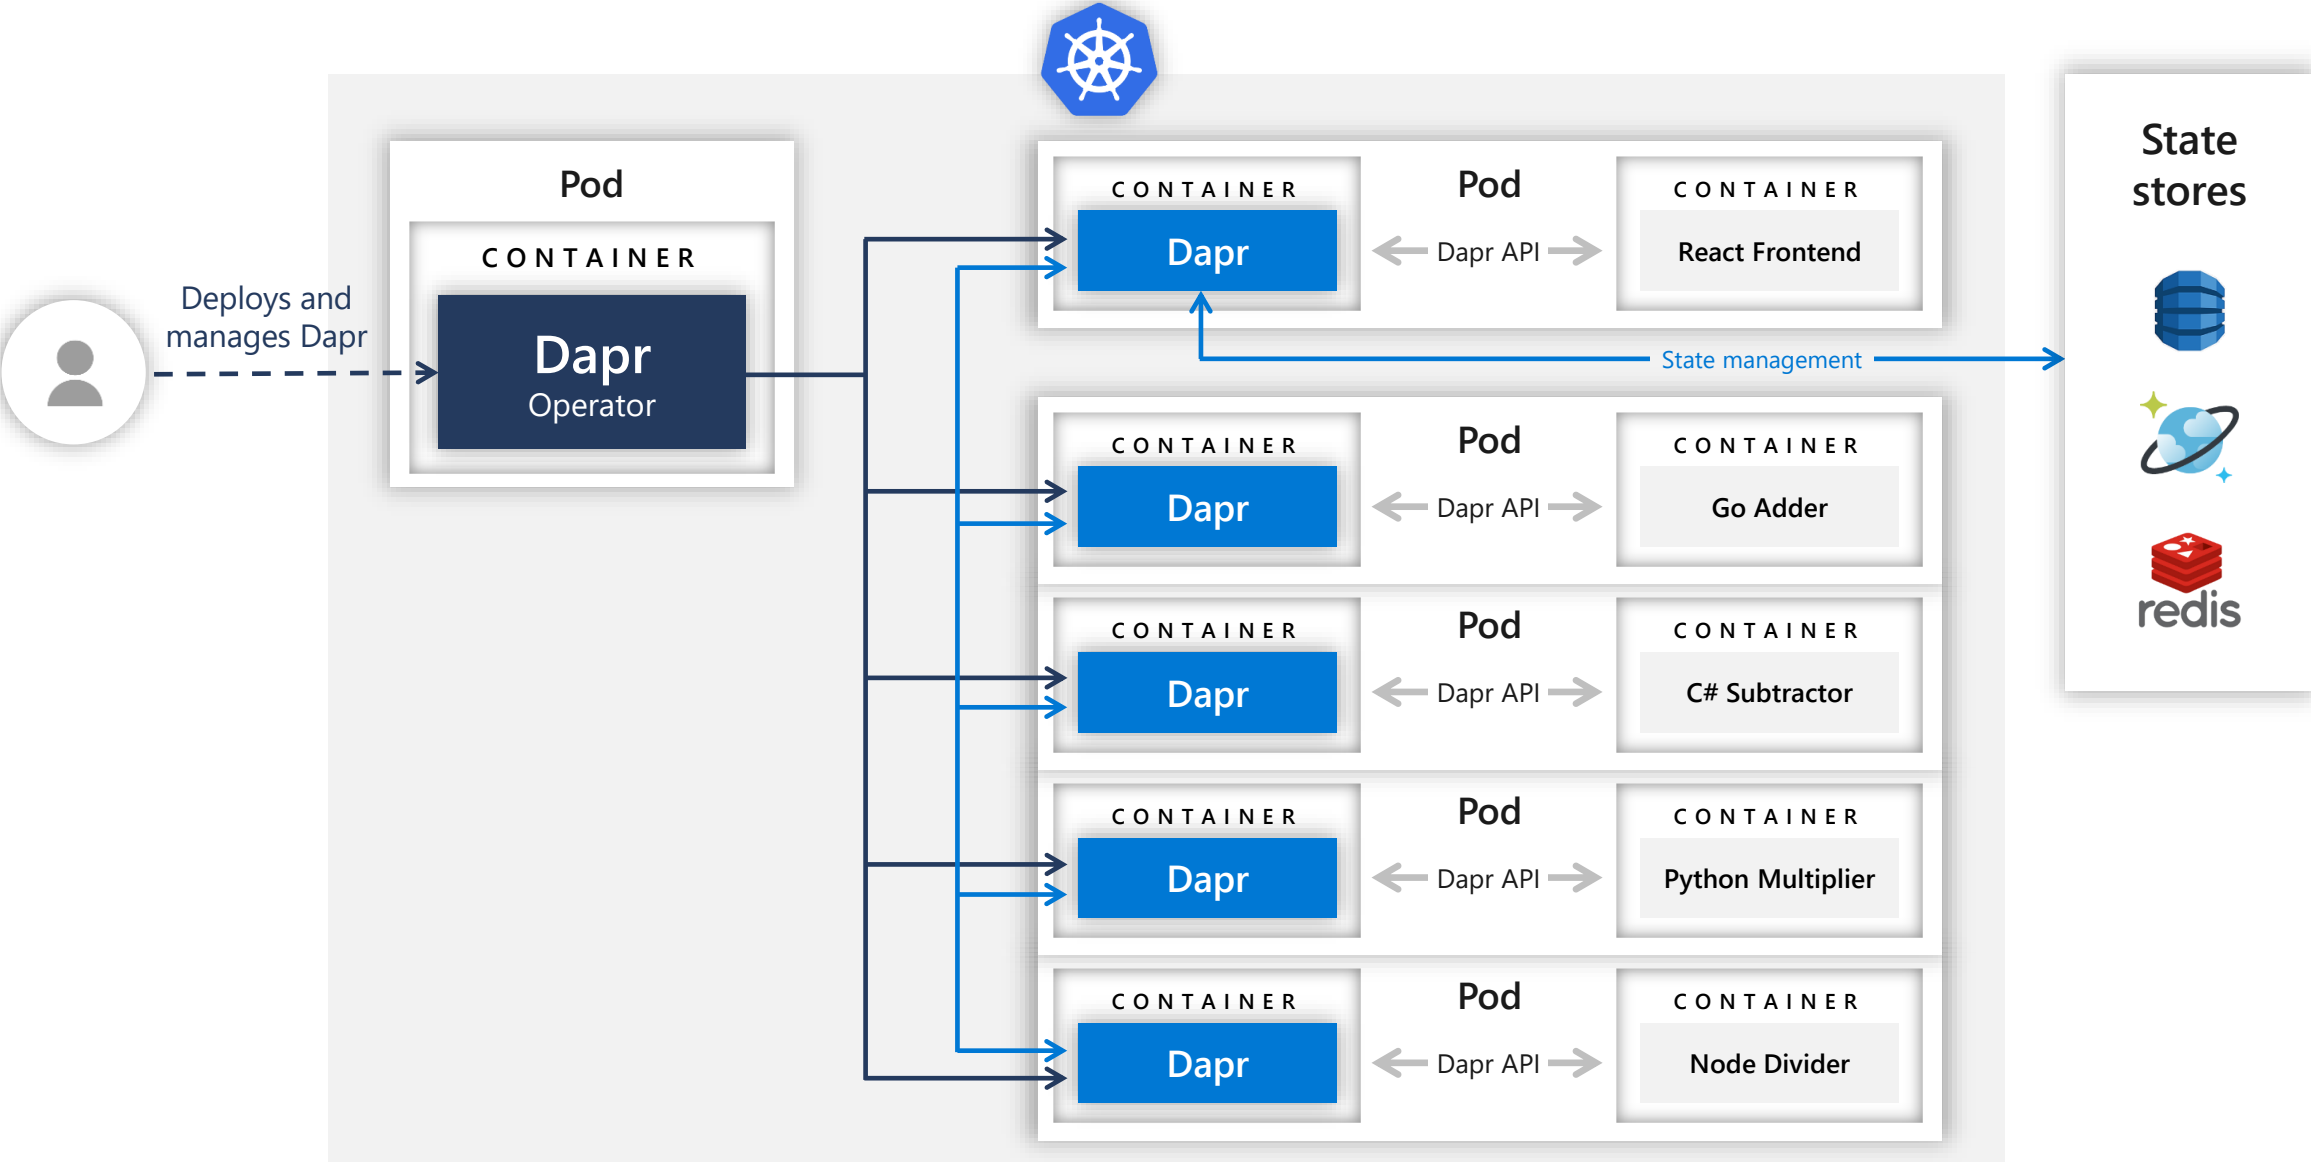 Deploys and
manages Dapr
Pod
CONTAINER
Dapr
Operator
CONTAINER
Dapr
Pod
Dapr API
CONTAINER
React Frontend
State management
CONTAINER
Dapr
Pod
Dapr API
CONTAINER
Go Adder
CONTAINER
Dapr
Pod
Dapr API
CONTAINER
C# Subtractor
CONTAINER
Dapr
Pod
Dapr API
CONTAINER
Python Multiplier
CONTAINER
Dapr
Pod
Dapr API
CONTAINER
Node Divider
State
stores
redis